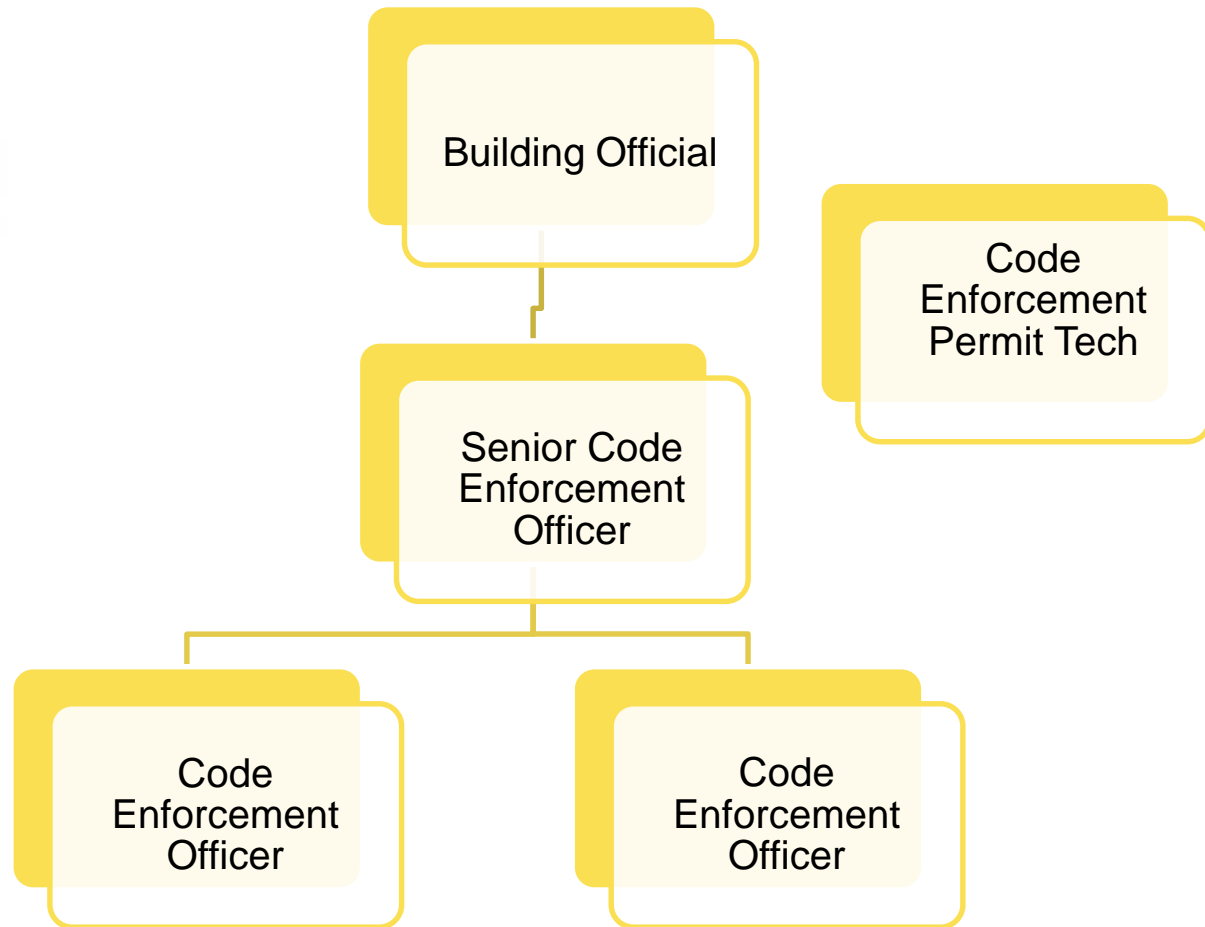 Building Official
Code
Enforcement
Permit Tech
Senior Code
Enforcement
Officer
Code
Enforcement
Officer
Code
Enforcement
Officer